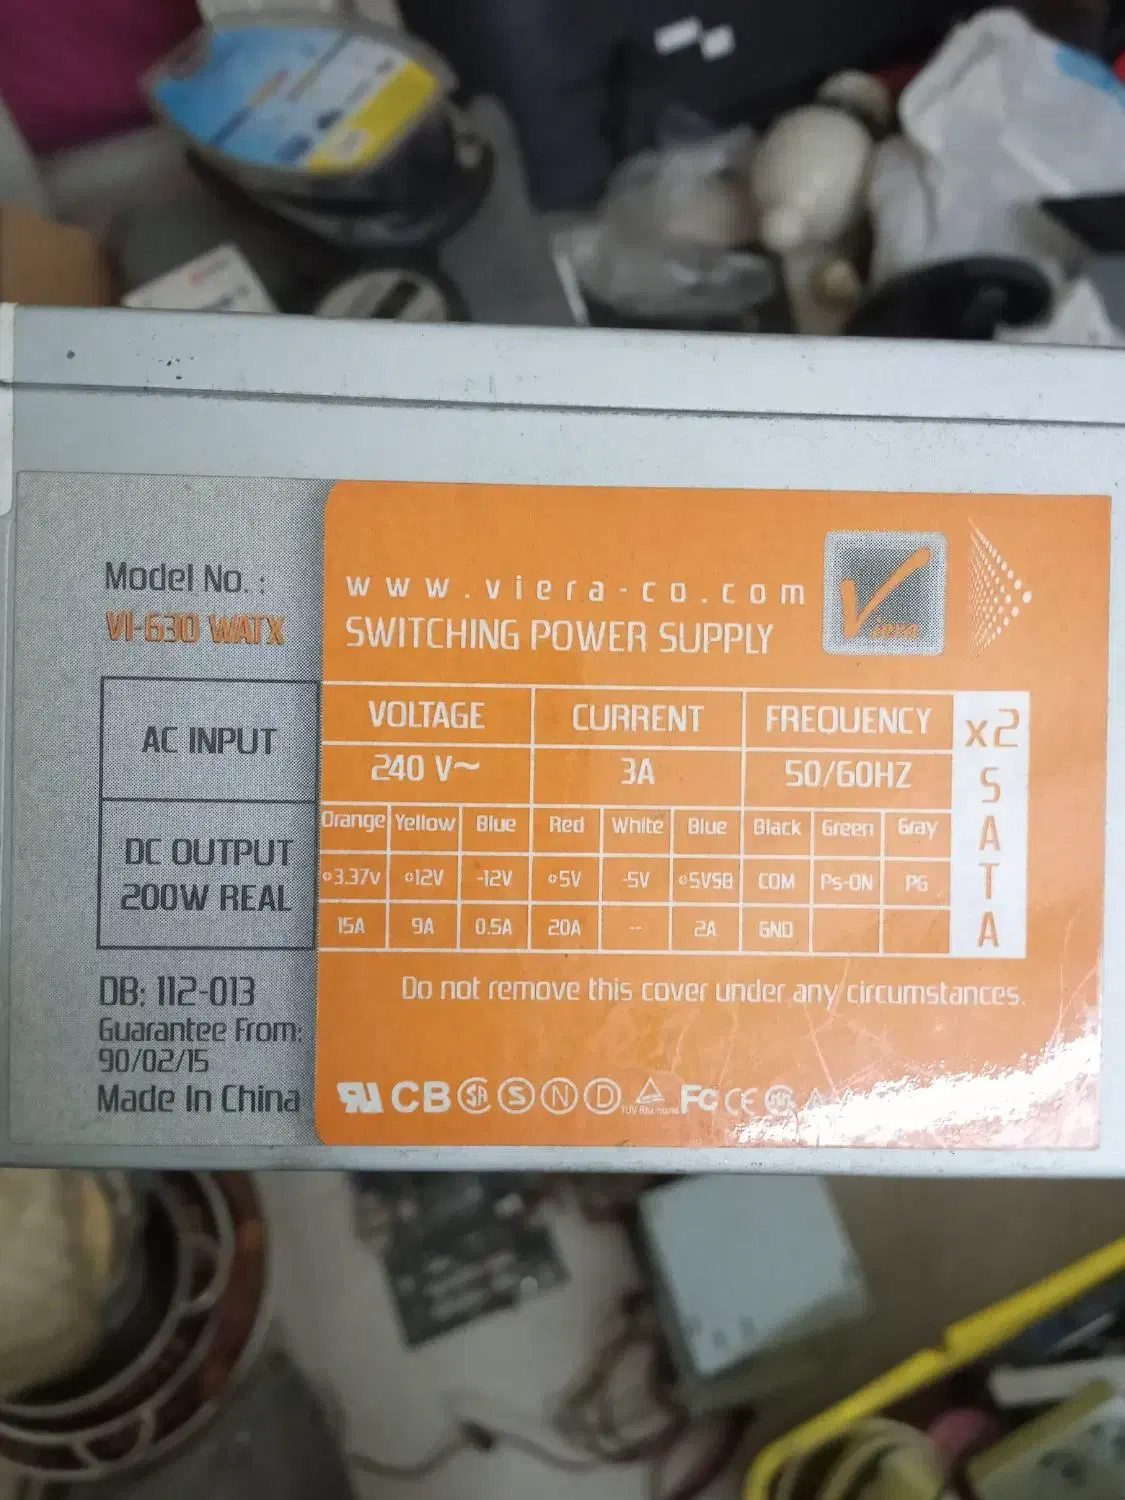 Model No. :
VI-630 WATX
www.viera-co.com
SWITCHING POWER SUPPLY
Viera
AC INPUT
VOLTAGE CURRENT FREQUENCY
240 V~ 3A 50/60HZ
DC OUTPUT
200W REAL
Orange Yellow Blue Red White Blue Black Green Gray
+3.37v +12V -12V +5V -5V +5VSB COM Ps-ON PG
15A 9A 0.5A 20A -- 2A GND
x2
SATA
DB: 112-013
Guarantee From:
90/02/15
Made In China
Do not remove this cover under any circumstances.
CB SA S N D TUV Rheinland FC CE